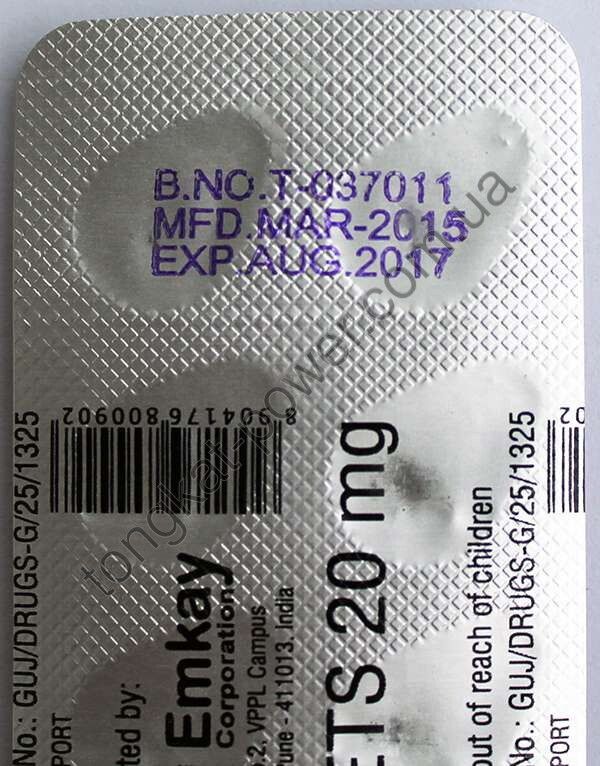 B.NO.T-037011
MFD.MAR-2015
EXP.AUG.2017
8 904176 800902
No.: GUJ/DRUGS-G/25/1325
PORT
ted by:
Emkay
Corporation
.2, VPPL Campus
une - 411013. India
ETS 20 mg
out of reach of children
No.: GUJ/DRUGS-G/25/1325
PORT
02
tongkat-power.com.ua